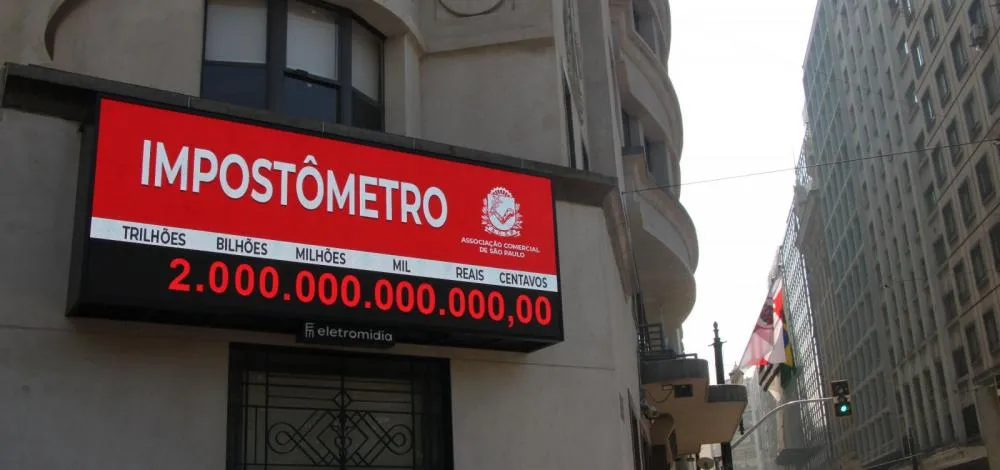 IMPOSTÔMETRO
ASSOCIAÇÃO COMERCIAL
DE SÃO PAULO
TRILHÕES BILHÕES MILHÕES MIL REAIS CENTAVOS
2.000.000.000.000,00
eletromidia